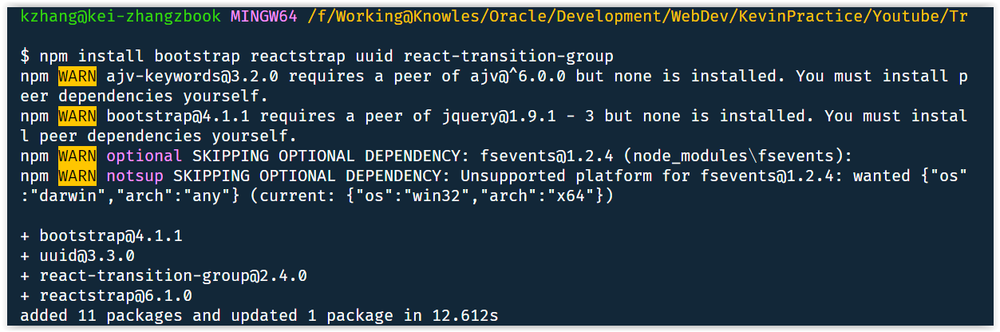 kzhang@kei-zhangzbook MINGW64 /f/Working@Knowles/Oracle/Development/WebDev/KevinPractice/Youtube/Tr
$ npm install bootstrap reactstrap uuid react-transition-group
npm WARN ajv-keywords@3.2.0 requires a peer of ajv@^6.0.0 but none is installed. You must install p
eer dependencies yourself.
npm WARN bootstrap@4.1.1 requires a peer of jquery@1.9.1 - 3 but none is installed. You must instal
l peer dependencies yourself.
npm WARN optional SKIPPING OPTIONAL DEPENDENCY: fsevents@1.2.4 (node_modules\fsevents):
npm WARN notsup SKIPPING OPTIONAL DEPENDENCY: Unsupported platform for fsevents@1.2.4: wanted {"os"
:"darwin","arch":"any"} (current: {"os":"win32","arch":"x64"})
+ bootstrap@4.1.1
+ uuid@3.3.0
+ react-transition-group@2.4.0
+ reactstrap@6.1.0
added 11 packages and updated 1 package in 12.612s